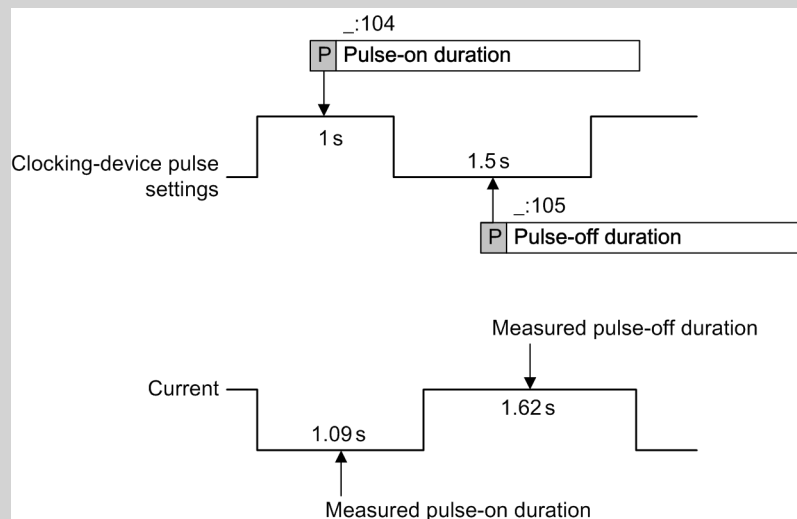 _:104
P Pulse-on duration
1 s
Clocking-device pulse
settings
1.5 s
_:105
P Pulse-off duration
Measured pulse-off duration
Current
1.62 s
1.09 s
Measured pulse-on duration